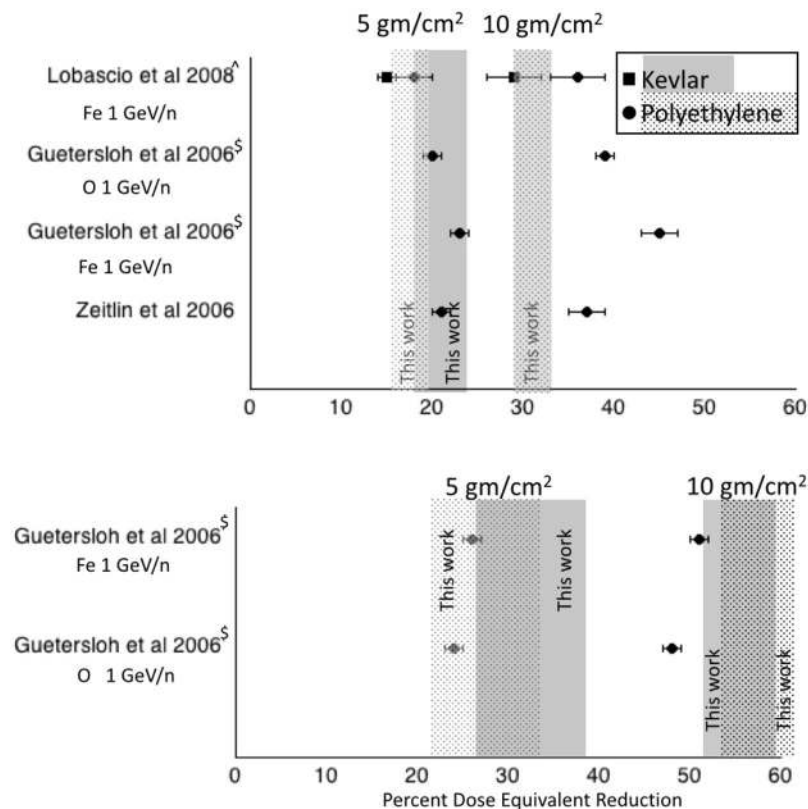 5 gm/cm²
10 gm/cm²
Lobascio et al 2008^
Fe 1 GeV/n
Guetersloh et al 2006$
O 1 GeV/n
Guetersloh et al 2006$
Fe 1 GeV/n
Zeitlin et al 2006
Kevlar
Polyethylene
This work
This work
This work
0 10 20 30 40 50 60
5 gm/cm²
10 gm/cm²
Guetersloh et al 2006$
Fe 1 GeV/n
Guetersloh et al 2006$
O 1 GeV/n
This work
This work
This work
This work
0 10 20 30 40 50 60
Percent Dose Equivalent Reduction